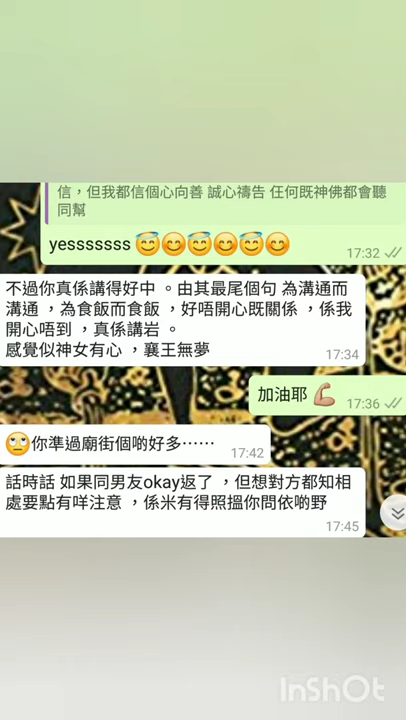 信，但我都信個心向善 誠心禱告 任何既神佛都會聽
同幫
yesssssss 😇😊😇😊😇😊
17:32
不過你真係講得好中 。由其最尾個句 為溝通而
溝通 ，為食飯而食飯 ，好唔開心既關係 ，係我
開心唔到 ，真係講岩 。
感覺似神女有心 ，襄王無夢
17:34
加油耶 💪🏽
17:36
🙄你準過廟街個啲好多⋯⋯
17:42
話時話 如果同男友okay返了 ，但想對方都知相
處要點有咩注意 ，係米有得照搵你問依啲野
17:45
InShOt